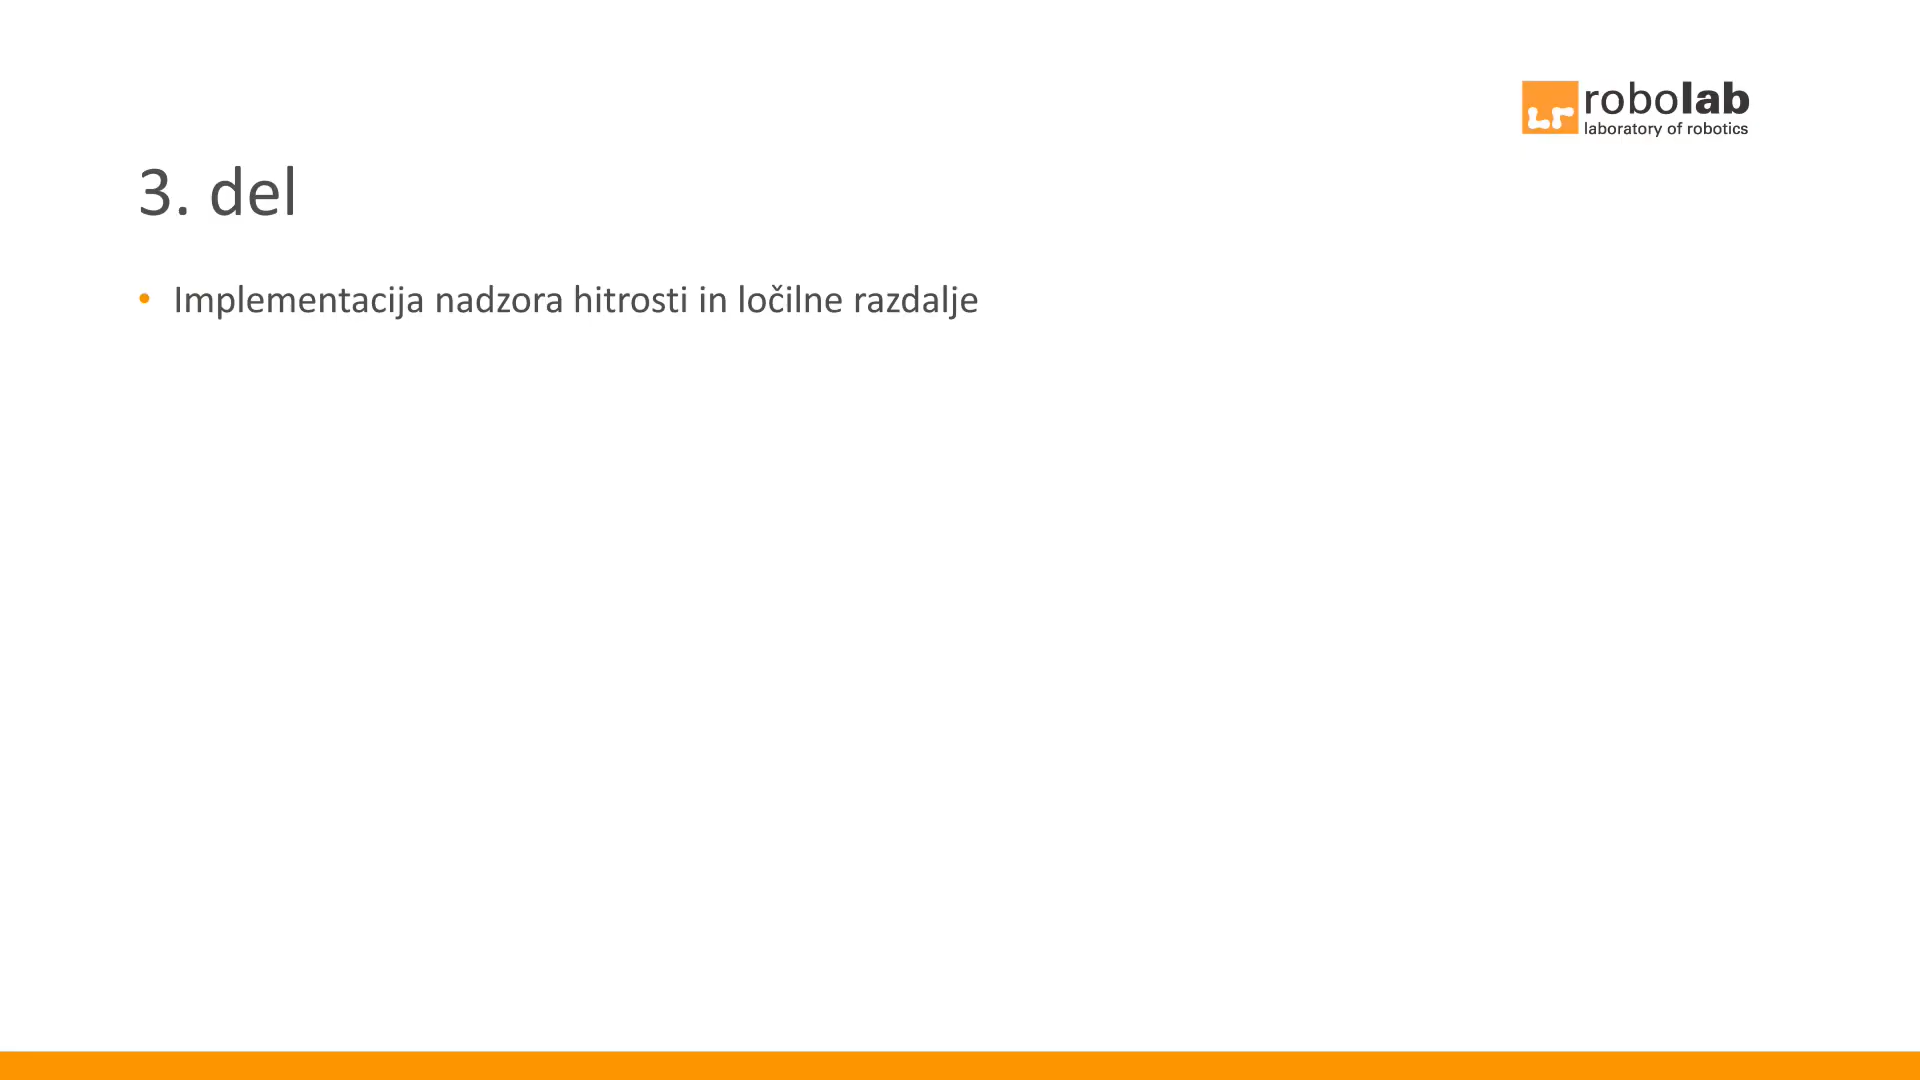 robolab
laboratory of robotics
3. del
• Implementacija nadzora hitrosti in ločilne razdalje